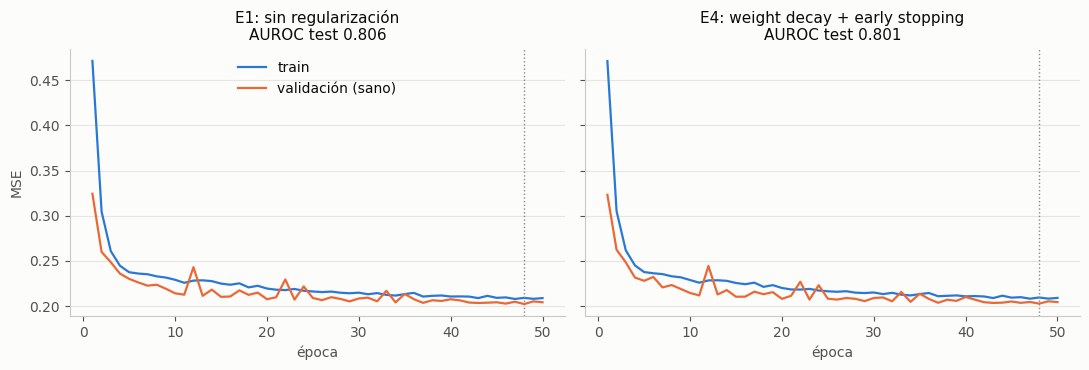 E1: sin regularización
AUROC test 0.806
E4: weight decay + early stopping
AUROC test 0.801
train
validación (sano)
MSE
0.45
0.40
0.35
0.30
0.25
0.20
0 10 20 30 40 50
época
0 10 20 30 40 50
época